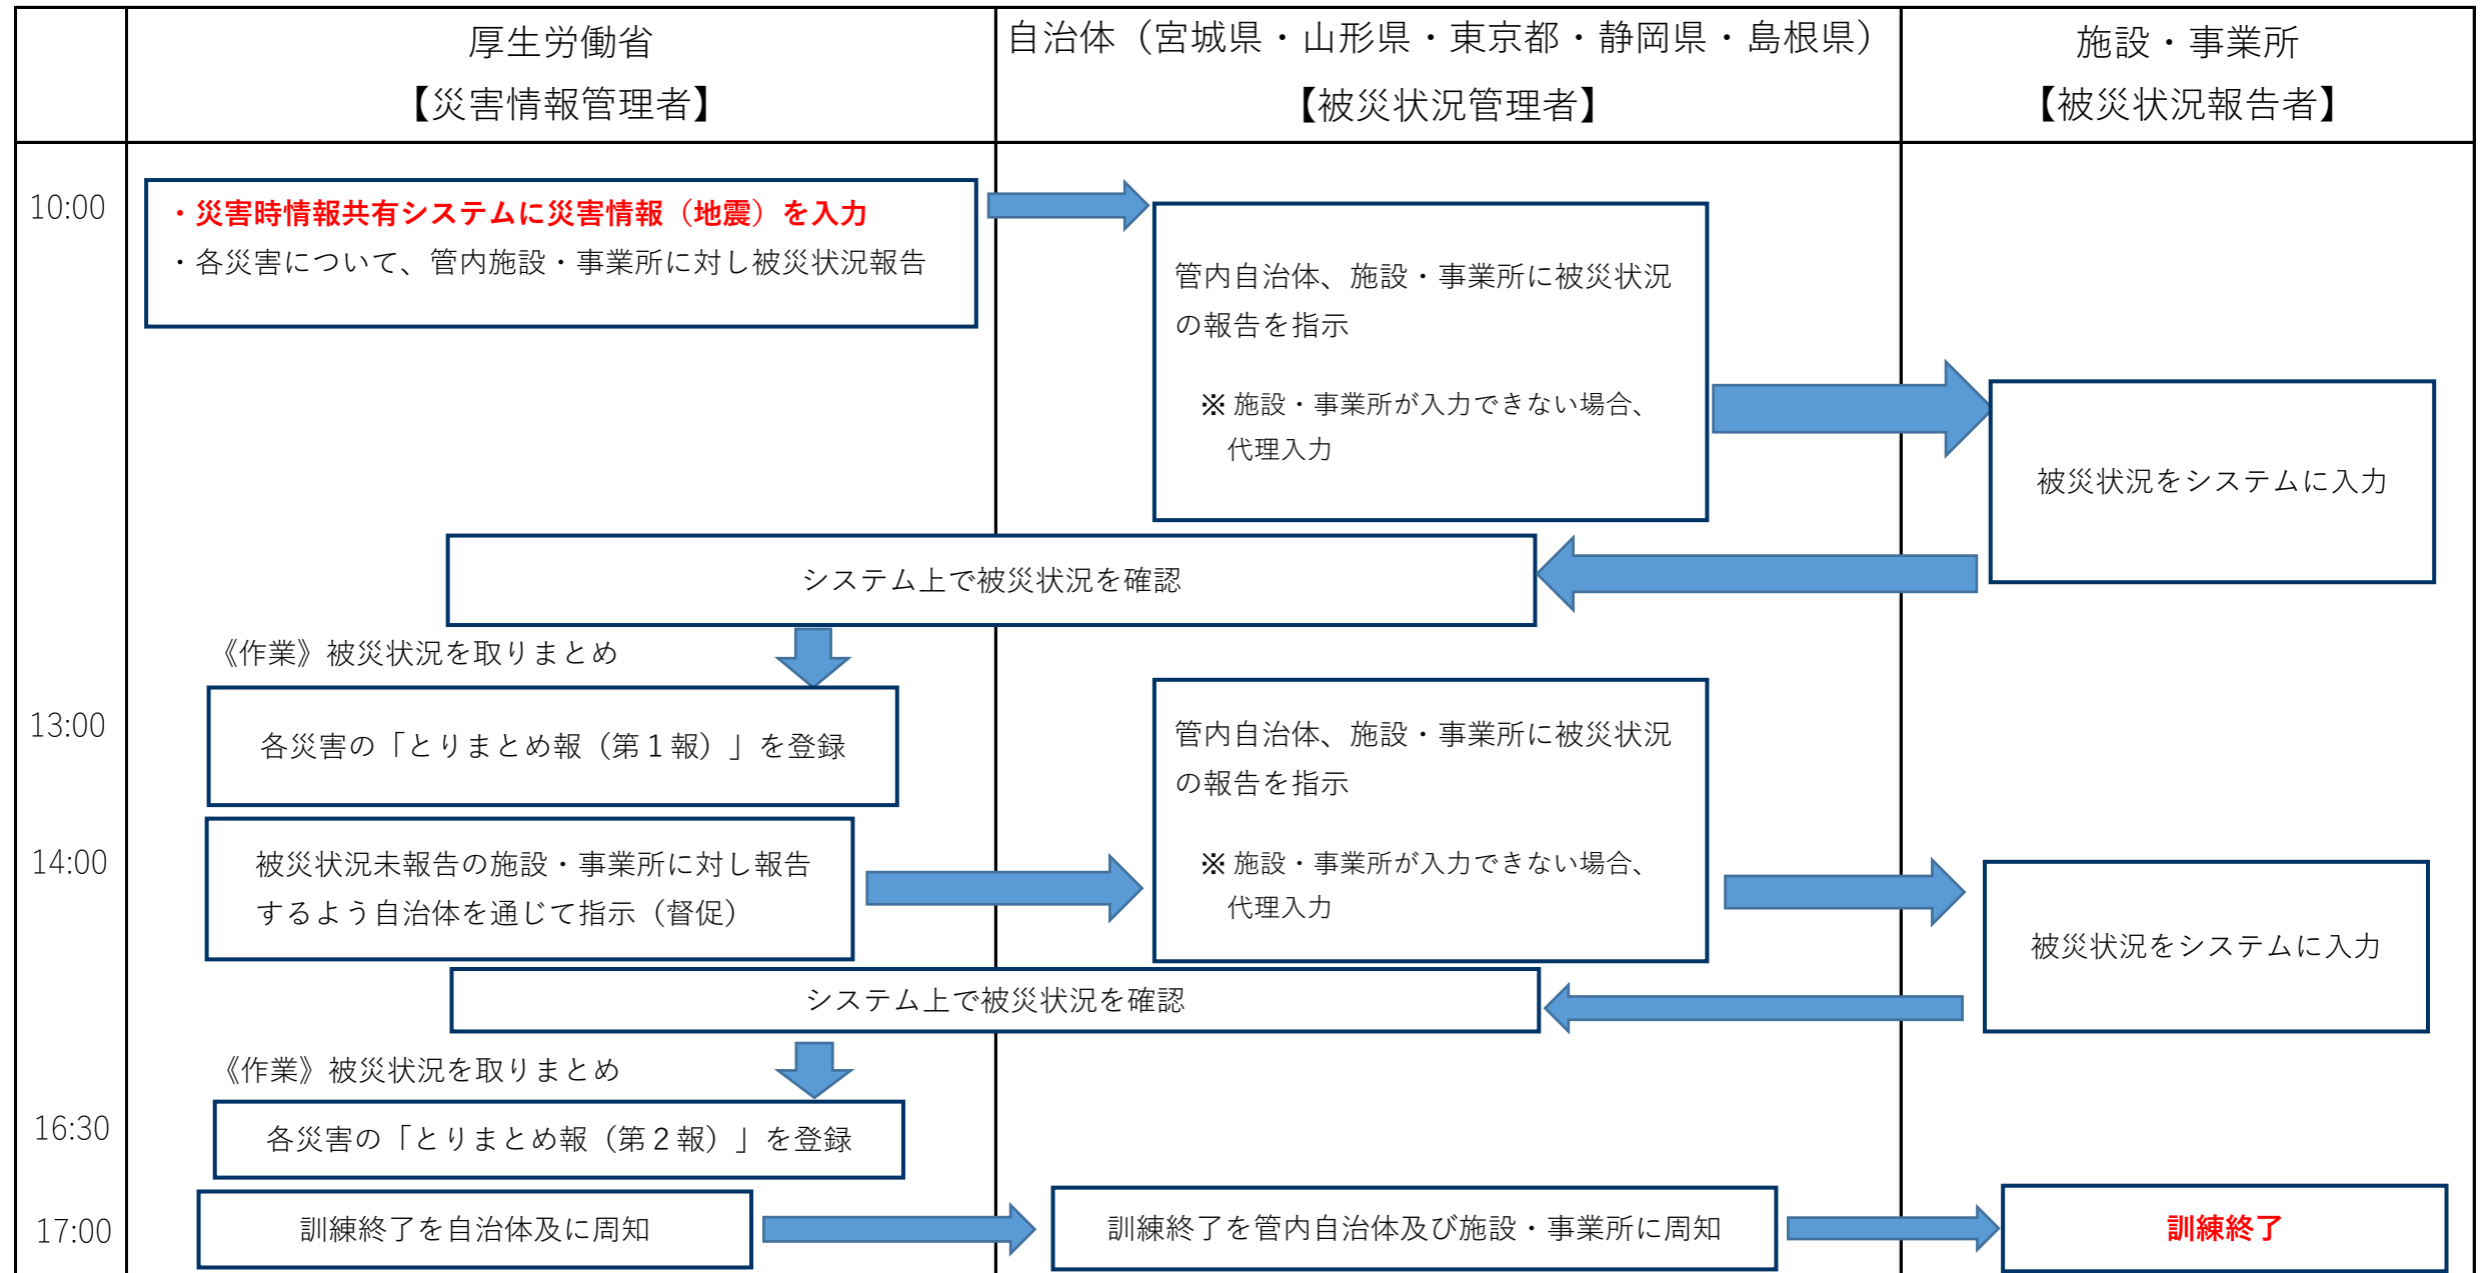 厚生労働省
【災害情報管理者】
自治体（宮城県・山形県・東京都・静岡県・島根県）
【被災状況管理者】
施設・事業所
【被災状況報告者】
10:00
・災害時情報共有システムに災害情報（地震）を入力
・各災害について、管内施設・事業所に対し被災状況報告
管内自治体、施設・事業所に被災状況
の報告を指示
※ 施設・事業所が入力できない場合、
代理入力
被災状況をシステムに入力
システム上で被災状況を確認
《作業》被災状況を取りまとめ
13:00
各災害の「とりまとめ報（第１報）」を登録
管内自治体、施設・事業所に被災状況
の報告を指示
※ 施設・事業所が入力できない場合、
代理入力
14:00
被災状況未報告の施設・事業所に対し報告
するよう自治体を通じて指示（督促）
被災状況をシステムに入力
システム上で被災状況を確認
《作業》被災状況を取りまとめ
16:30
各災害の「とりまとめ報（第２報）」を登録
17:00
訓練終了を自治体及に周知
訓練終了を管内自治体及び施設・事業所に周知
訓練終了